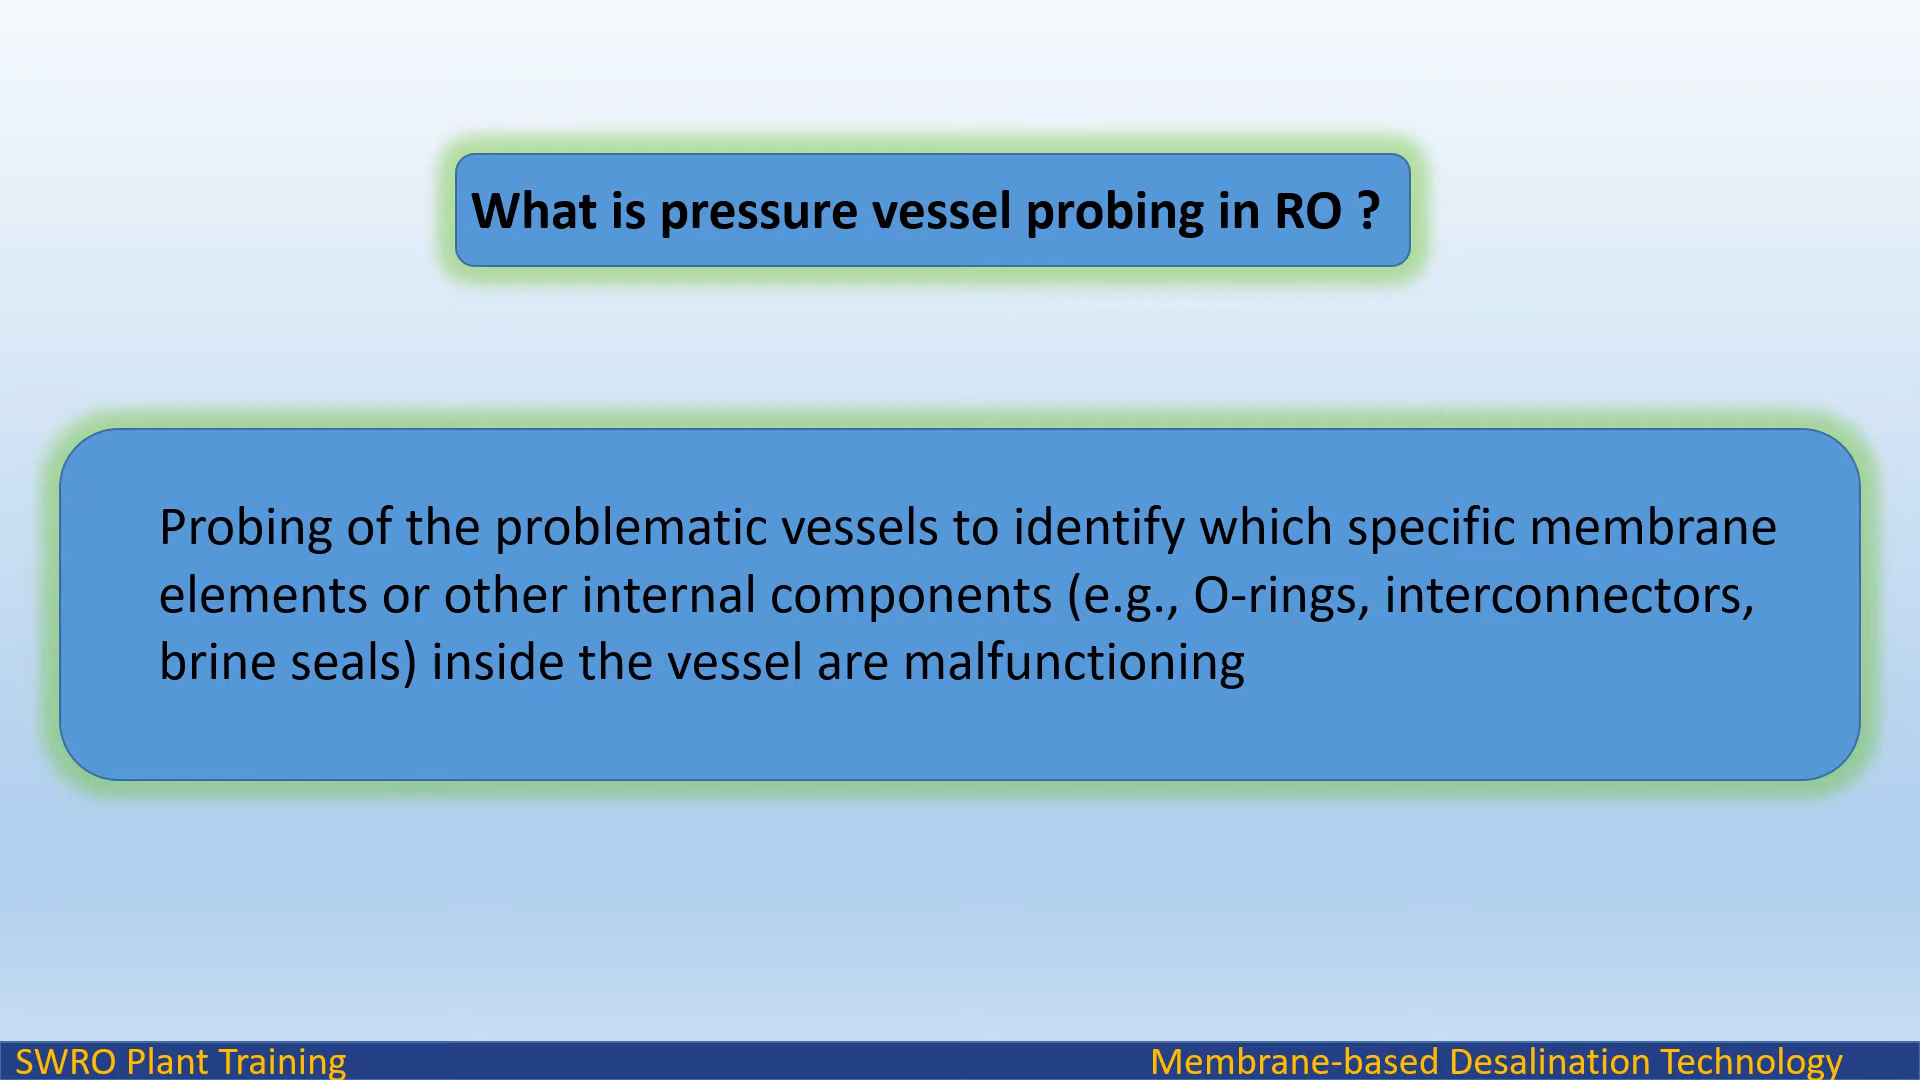 What is pressure vessel probing in RO ?
Probing of the problematic vessels to identify which specific membrane
elements or other internal components (e.g., O-rings, interconnectors,
brine seals) inside the vessel are malfunctioning
SWRO Plant Training
Membrane-based Desalination Technology